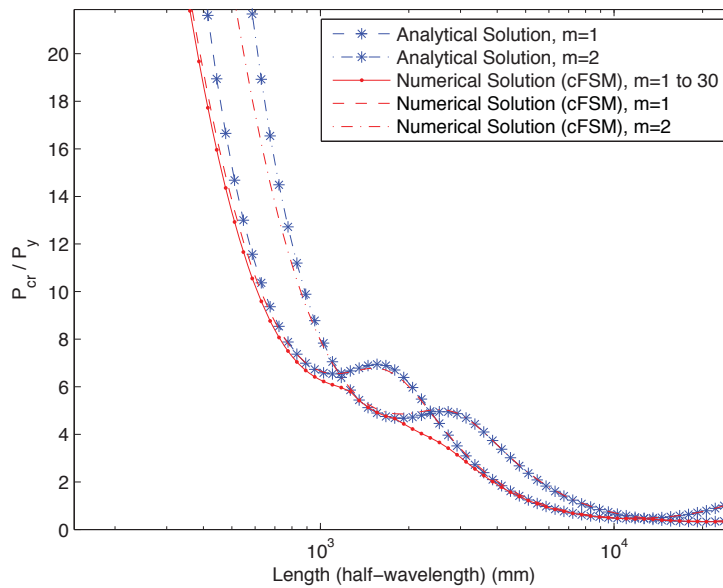 20
18
16
14
12
10
8
6
4
2
0
P_cr / P_y
Analytical Solution, m=1
Analytical Solution, m=2
Numerical Solution (cFSM), m=1 to 30
Numerical Solution (cFSM), m=1
Numerical Solution (cFSM), m=2
10^3
10^4
Length (half−wavelength) (mm)